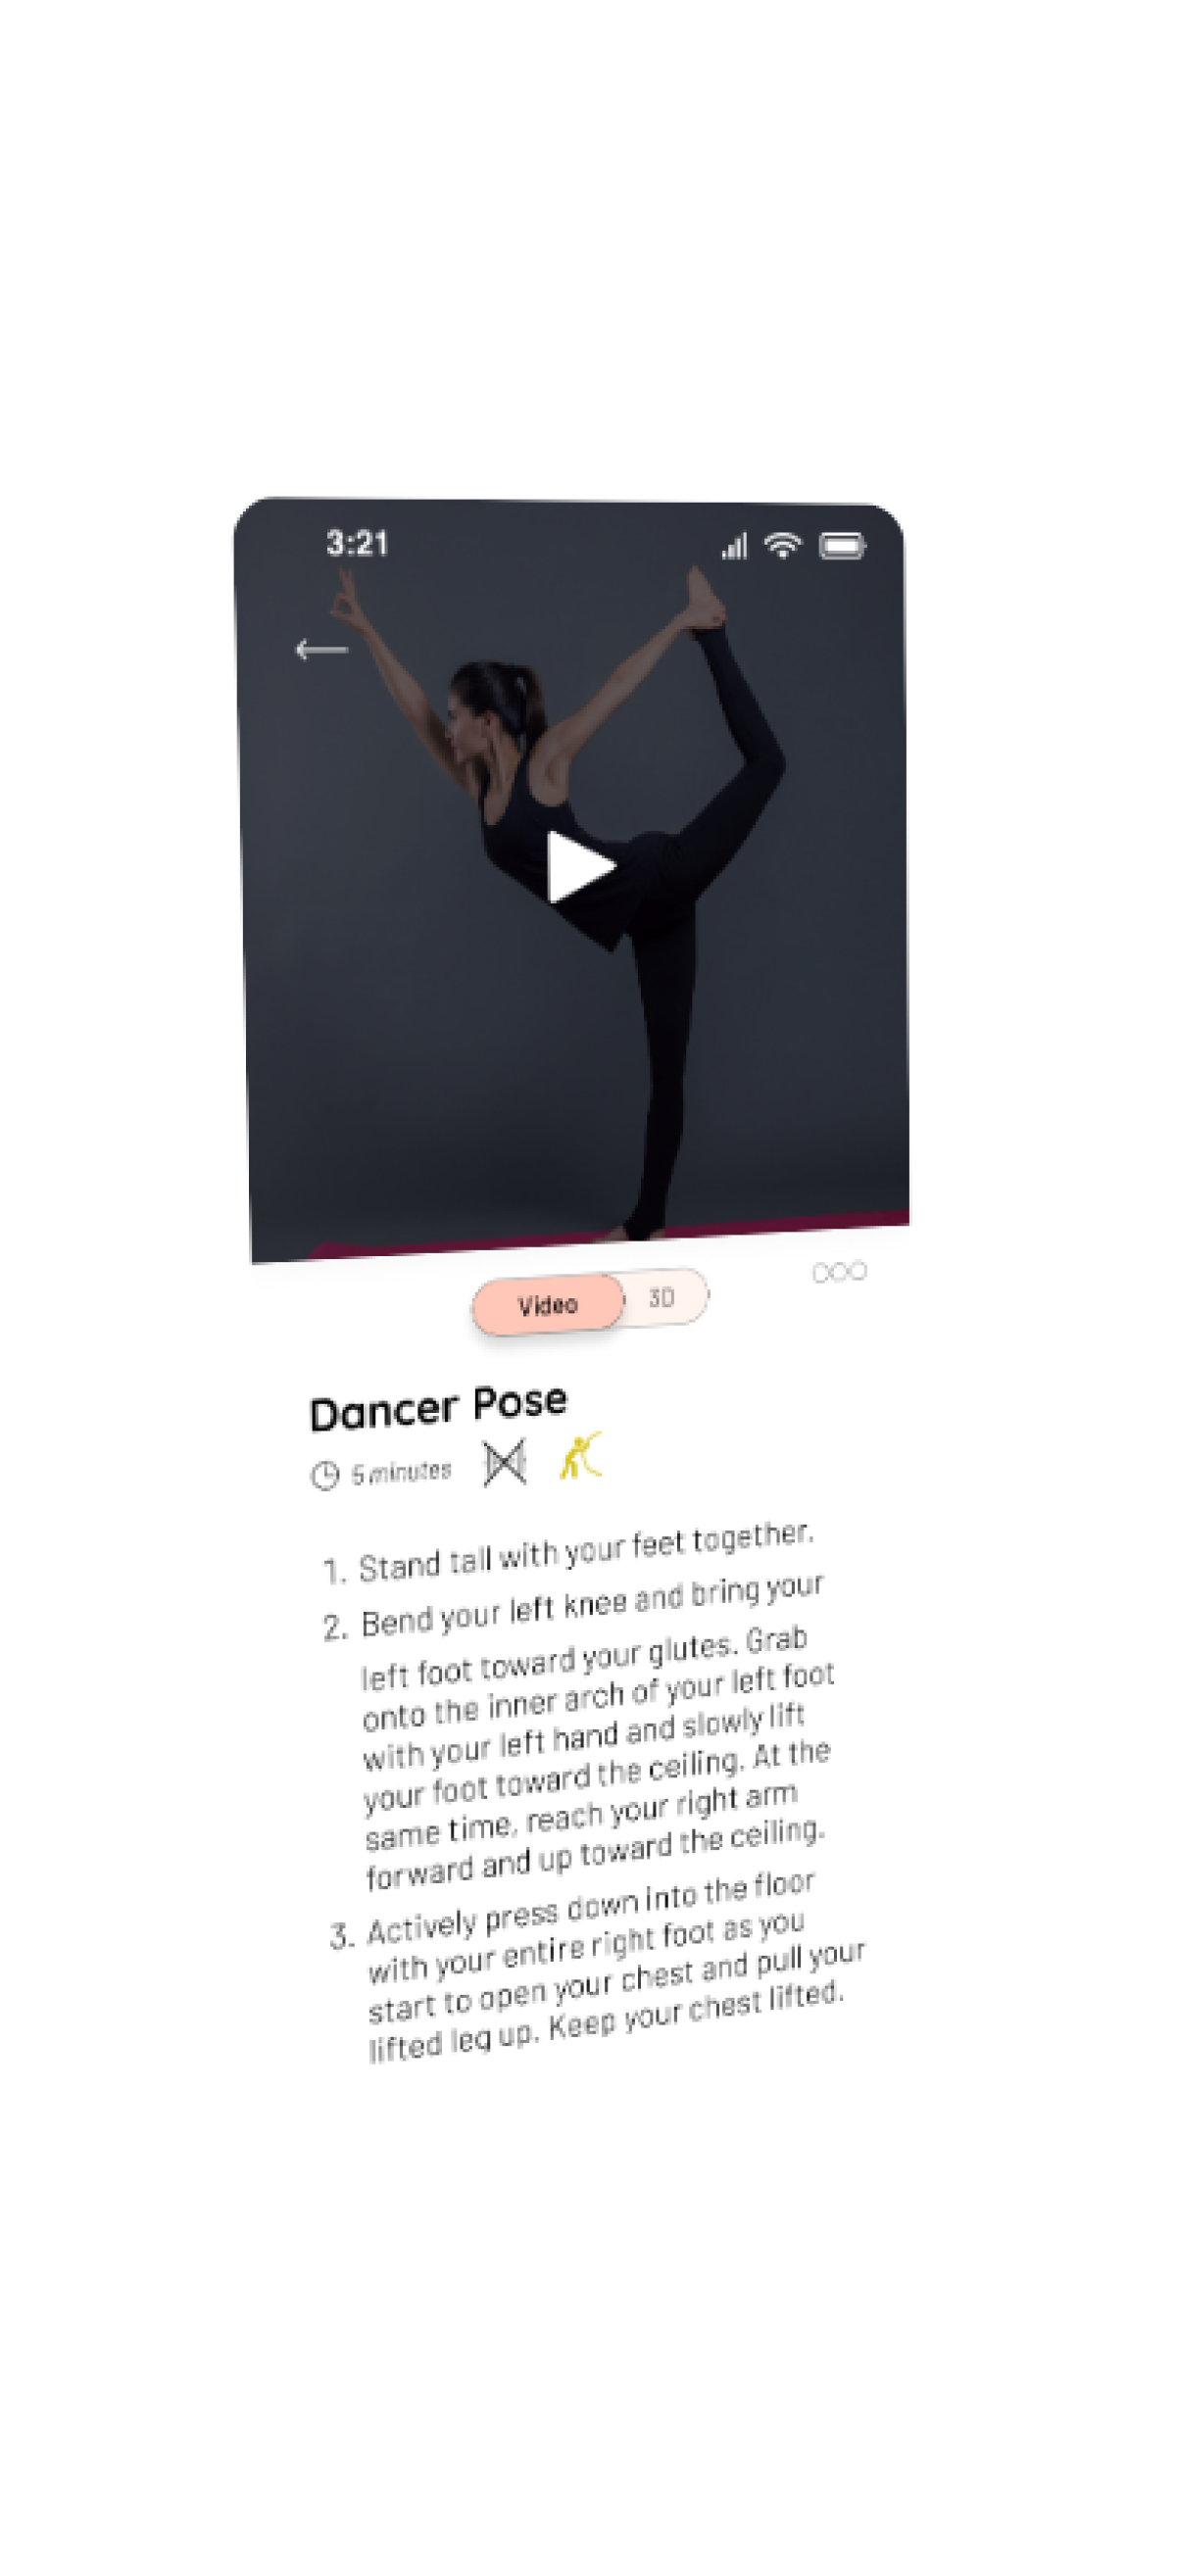 3:21
Video 3D
Dancer Pose
5 minutes
1. Stand tall with your feet together.
2. Bend your left knee and bring your
left foot toward your glutes. Grab
onto the inner arch of your left foot
with your left hand and slowly lift
your foot toward the ceiling. At the
same time, reach your right arm
forward and up toward the ceiling.
3. Actively press down into the floor
with your entire right foot as you
start to open your chest and pull your
lifted leg up. Keep your chest lifted.